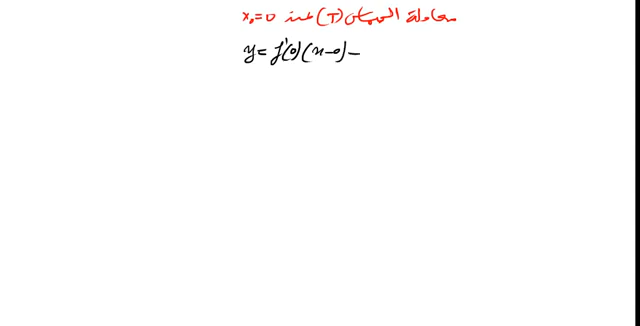 معادلة المماس (T) عند x₀=0
y = f'(0)(x-0) -